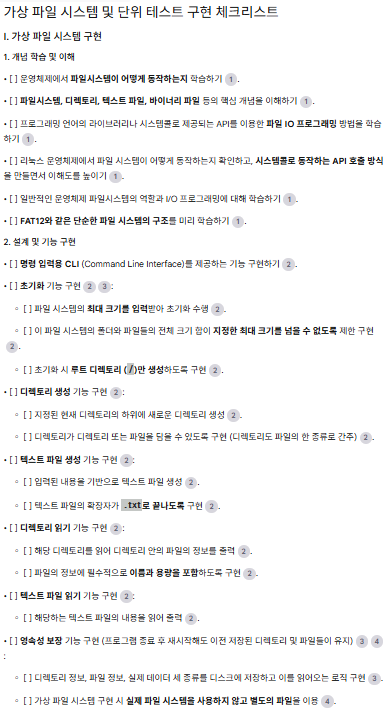 가상 파일 시스템 및 단위 테스트 구현 체크리스트
I. 가상 파일 시스템 구현
1. 개념 학습 및 이해
• [ ] 운영체제에서 파일시스템이 어떻게 동작하는지 학습하기 1.
• [ ] 파일시스템, 디렉토리, 텍스트 파일, 바이너리 파일 등의 핵심 개념을 이해하기 1.
• [ ] 프로그래밍 언어의 라이브러리나 시스템콜로 제공되는 API를 이용한 파일 IO 프로그래밍 방법을 학습
하기 1.
• [ ] 리눅스 운영체제에서 파일 시스템이 어떻게 동작하는지 확인하고, 시스템콜로 동작하는 API 호출 방식
을 만들면서 이해도를 높이기 1.
• [ ] 일반적인 운영체제 파일시스템의 역할과 I/O 프로그래밍에 대해 학습하기 1.
• [ ] FAT12와 같은 단순한 파일 시스템의 구조를 미리 학습하기 1.
2. 설계 및 기능 구현
• [ ] 명령 입력용 CLI (Command Line Interface)를 제공하는 기능 구현하기 2.
• [ ] 초기화 기능 구현 2 3:
◦ [ ] 파일 시스템의 최대 크기를 입력받아 초기화 수행 2.
◦ [ ] 이 파일 시스템의 폴더와 파일들의 전체 크기 합이 지정한 최대 크기를 넘을 수 없도록 제한 구현
2.
◦ [ ] 초기화 시 루트 디렉토리 (/)만 생성하도록 구현 2.
• [ ] 디렉토리 생성 기능 구현 2:
◦ [ ] 지정된 현재 디렉토리의 하위에 새로운 디렉토리 생성 2.
◦ [ ] 디렉토리가 디렉토리 또는 파일을 담을 수 있도록 구현 (디렉토리도 파일의 한 종류로 간주) 2.
• [ ] 텍스트 파일 생성 기능 구현 2:
◦ [ ] 입력된 내용을 기반으로 텍스트 파일 생성 2.
◦ [ ] 텍스트 파일의 확장자가 .txt로 끝나도록 구현 2.
• [ ] 디렉토리 읽기 기능 구현 2:
◦ [ ] 해당 디렉토리를 읽어 디렉토리 안의 파일의 정보를 출력 2.
◦ [ ] 파일의 정보에 필수적으로 이름과 용량을 포함하도록 구현 2.
• [ ] 텍스트 파일 읽기 기능 구현 2:
◦ [ ] 해당하는 텍스트 파일의 내용을 읽어 출력 2.
• [ ] 영속성 보장 기능 구현 (프로그램 종료 후 재시작해도 이전 저장된 디렉토리 및 파일들이 유지) 3 4
:
◦ [ ] 디렉토리 정보, 파일 정보, 실제 데이터 세 종류를 디스크에 저장하고 이를 읽어오는 로직 구현 3.
◦ [ ] 가상 파일 시스템 구현 시 실제 파일 시스템을 사용하지 않고 별도의 파일을 이용 4.